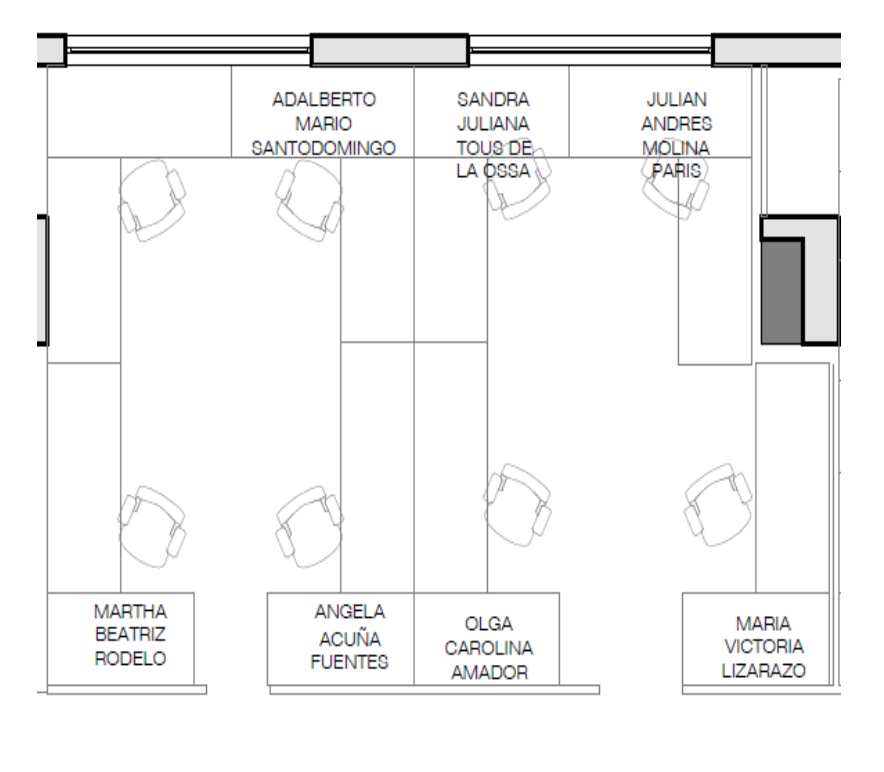 ADALBERTO
MARIO
SANTODOMINGO
SANDRA
JULIANA
TOUS DE
LA OSSA
JULIAN
ANDRES
MOLINA
PARIS
MARTHA
BEATRIZ
RODELO
ANGELA
ACUÑA
FUENTES
OLGA
CAROLINA
AMADOR
MARIA
VICTORIA
LIZARAZO